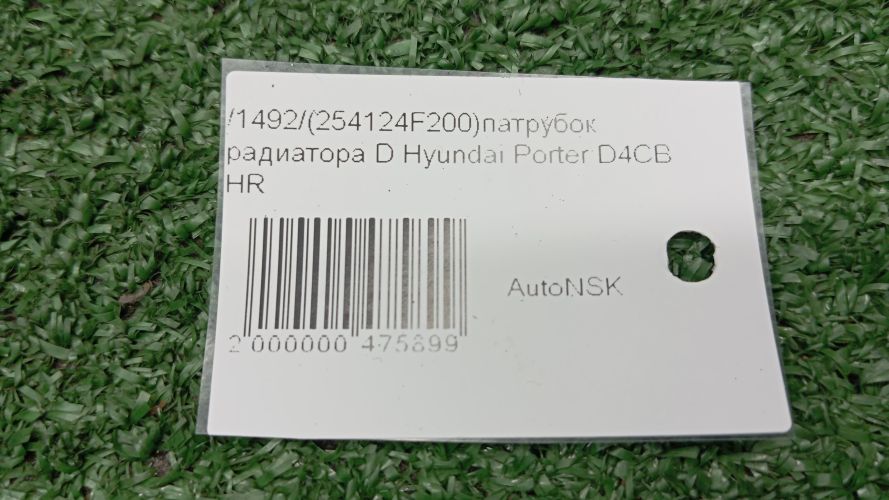 /1492/(254124F200)патрубок
радиатора D Hyundai Porter D4CB
HR
AutoNSK
2 000000 475899